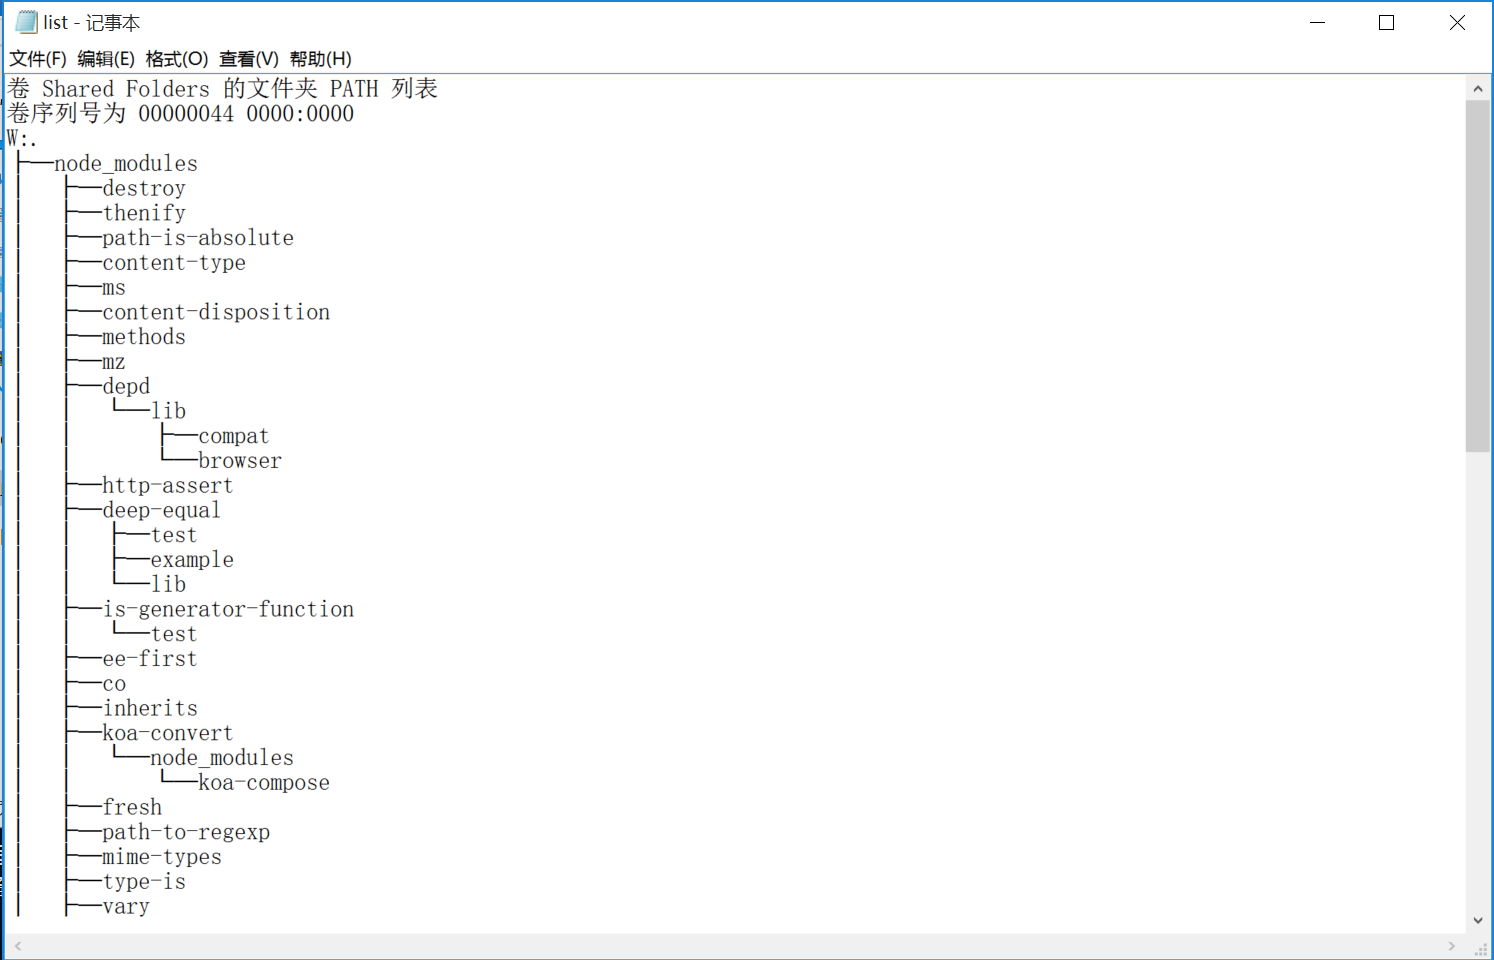 list - 记事本
文件(F) 编辑(E) 格式(O) 查看(V) 帮助(H)
卷 Shared Folders 的文件夹 PATH 列表
卷序列号为 00000044 0000:0000
W:.
├──node_modules
│   ├──destroy
│   ├──thenify
│   ├──path-is-absolute
│   ├──content-type
│   ├──ms
│   ├──content-disposition
│   ├──methods
│   ├──mz
│   ├──depd
│   │   └──lib
│   │       ├──compat
│   │       └──browser
│   ├──http-assert
│   ├──deep-equal
│   │   ├──test
│   │   ├──example
│   │   └──lib
│   ├──is-generator-function
│   │   └──test
│   ├──ee-first
│   ├──co
│   ├──inherits
│   ├──koa-convert
│   │   └──node_modules
│   │       └──koa-compose
│   ├──fresh
│   ├──path-to-regexp
│   ├──mime-types
│   ├──type-is
│   ├──vary